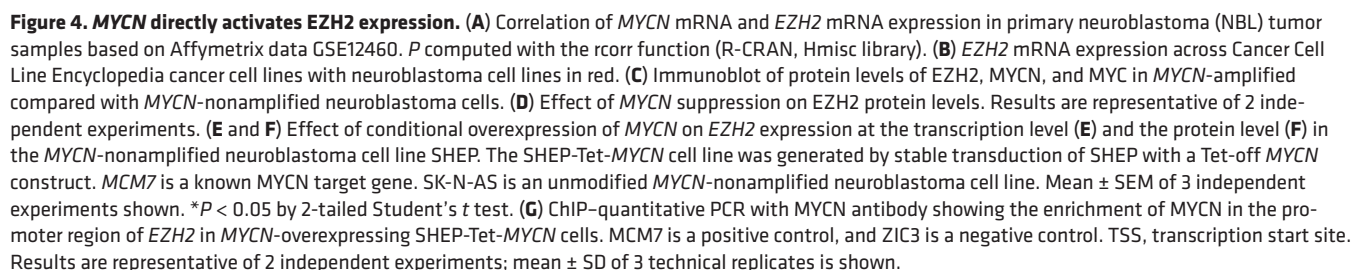 Figure 4. MYCN directly activates EZH2 expression. (A) Correlation of MYCN mRNA and EZH2 mRNA expression in primary neuroblastoma (NBL) tumor
samples based on Affymetrix data GSE12460. P computed with the rcorr function (R-CRAN, Hmisc library). (B) EZH2 mRNA expression across Cancer Cell
Line Encyclopedia cancer cell lines with neuroblastoma cell lines in red. (C) Immunoblot of protein levels of EZH2, MYCN, and MYC in MYCN-amplified
compared with MYCN-nonamplified neuroblastoma cells. (D) Effect of MYCN suppression on EZH2 protein levels. Results are representative of 2 inde-
pendent experiments. (E and F) Effect of conditional overexpression of MYCN on EZH2 expression at the transcription level (E) and the protein level (F) in
the MYCN-nonamplified neuroblastoma cell line SHEP. The SHEP-Tet-MYCN cell line was generated by stable transduction of SHEP with a Tet-off MYCN
construct. MCM7 is a known MYCN target gene. SK-N-AS is an unmodified MYCN-nonamplified neuroblastoma cell line. Mean ± SEM of 3 independent
experiments shown. *P < 0.05 by 2-tailed Student's t test. (G) ChIP–quantitative PCR with MYCN antibody showing the enrichment of MYCN in the pro-
moter region of EZH2 in MYCN-overexpressing SHEP-Tet-MYCN cells. MCM7 is a positive control, and ZIC3 is a negative control. TSS, transcription start site.
Results are representative of 2 independent experiments; mean ± SD of 3 technical replicates is shown.